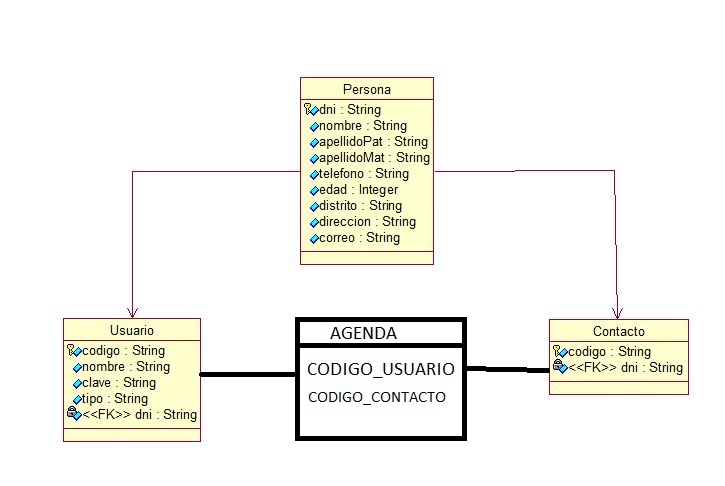 Persona
dni : String
nombre : String
apellidoPat : String
apellidoMat : String
telefono : String
edad : Integer
distrito : String
direccion : String
correo : String
Usuario
codigo : String
nombre : String
clave : String
tipo : String
<<FK>> dni : String
AGENDA
CODIGO_USUARIO
CODIGO_CONTACTO
Contacto
codigo : String
<<FK>> dni : String